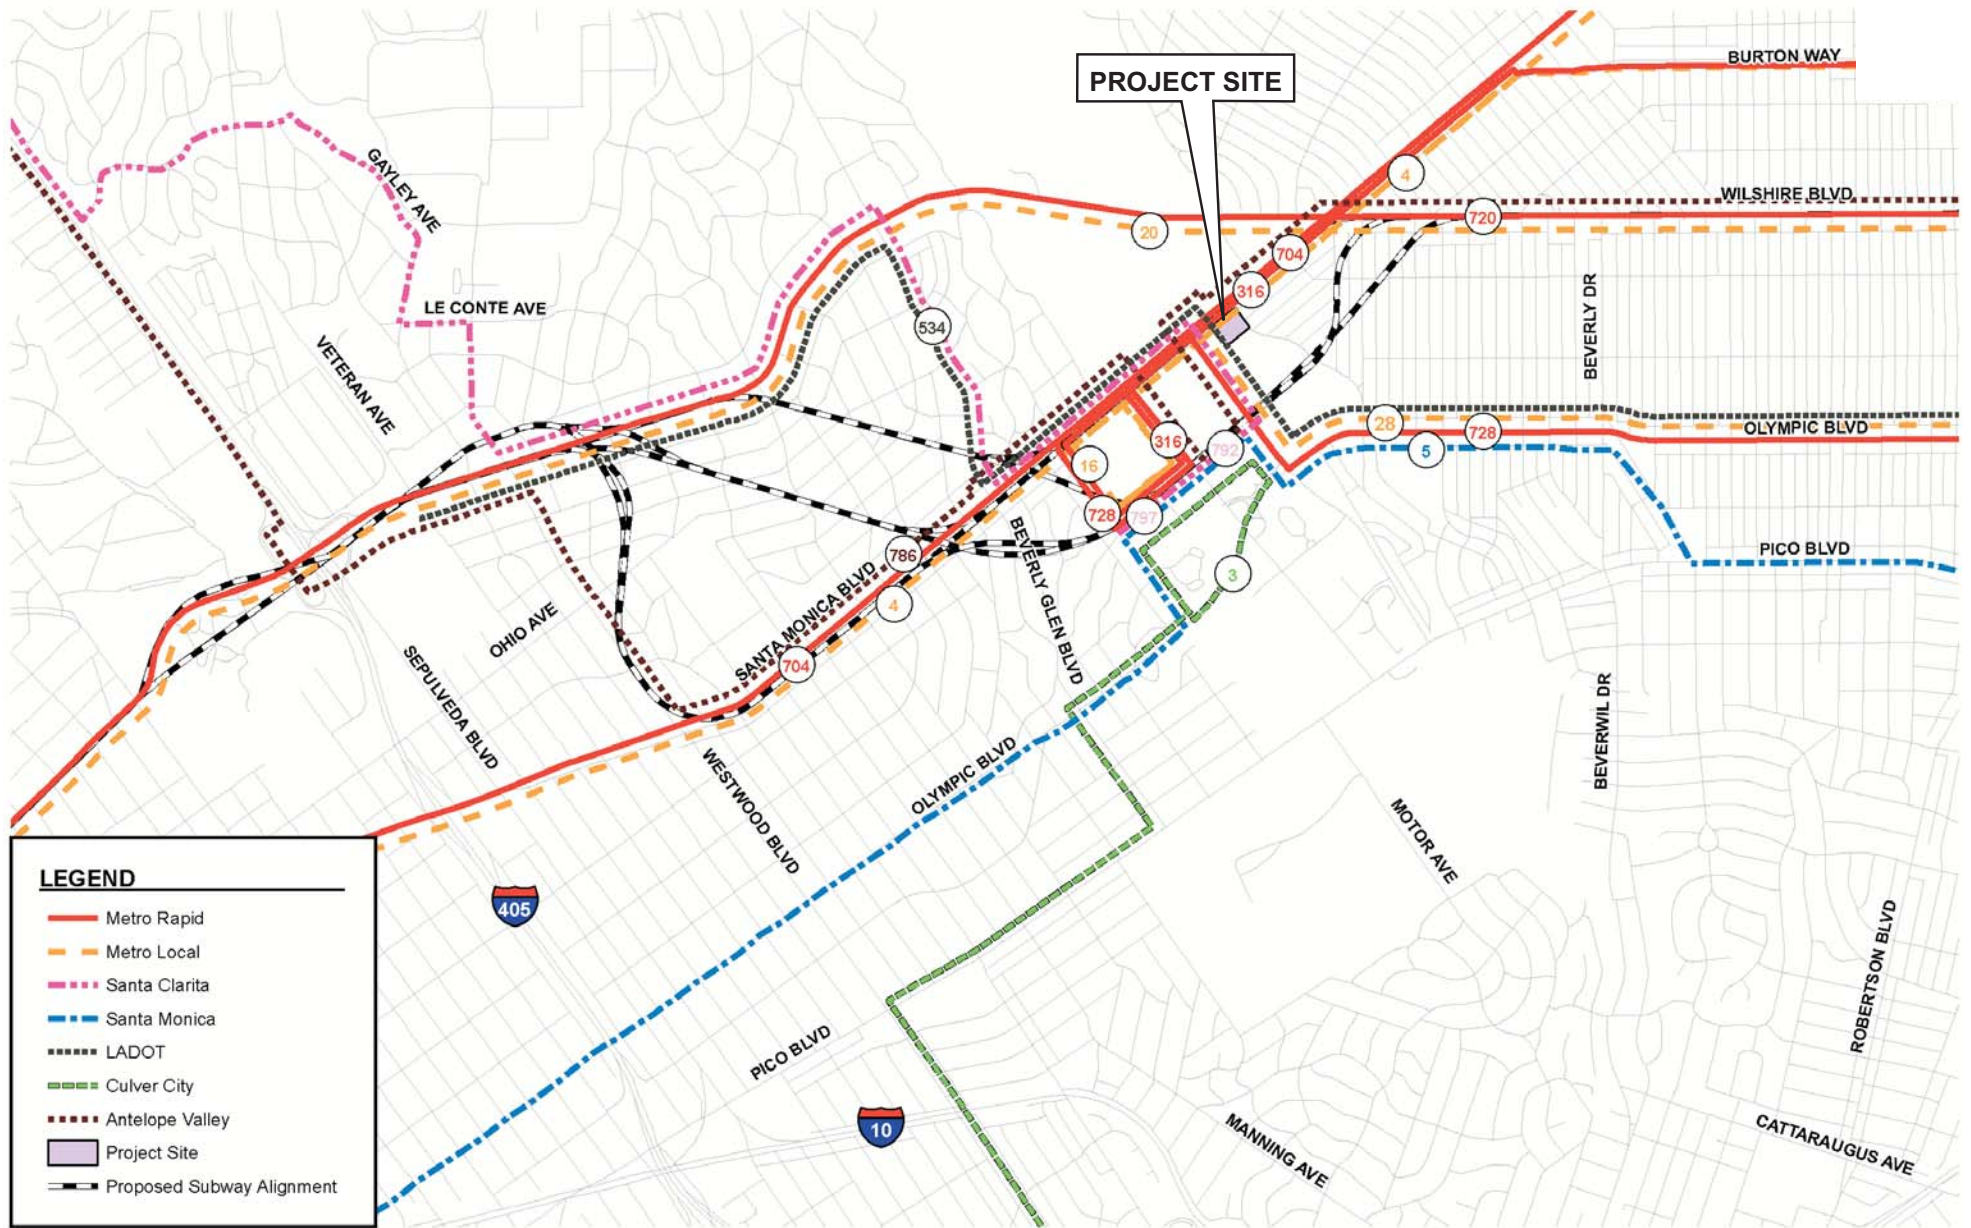 BURTON WAY
PROJECT SITE
GAYLEY AVE
4
WILSHIRE BLVD
720
20
704
316
LE CONTE AVE
534
BEVERLY DR
VETERAN AVE
28
728
OLYMPIC BLVD
5
316
792
16
728
797
BEVERLY GLEN BLVD
786
SANTA MONICA BLVD
4
3
PICO BLVD
OHIO AVE
704
SEPULVEDA BLVD
BEVERWIL DR
WESTWOOD BLVD
OLYMPIC BLVD
MOTOR AVE
LEGEND
Metro Rapid
Metro Local
Santa Clarita
Santa Monica
LADOT
Culver City
Antelope Valley
Project Site
Proposed Subway Alignment
405
ROBERTSON BLVD
PICO BLVD
10
MANNING AVE
CATTARAUGUS AVE